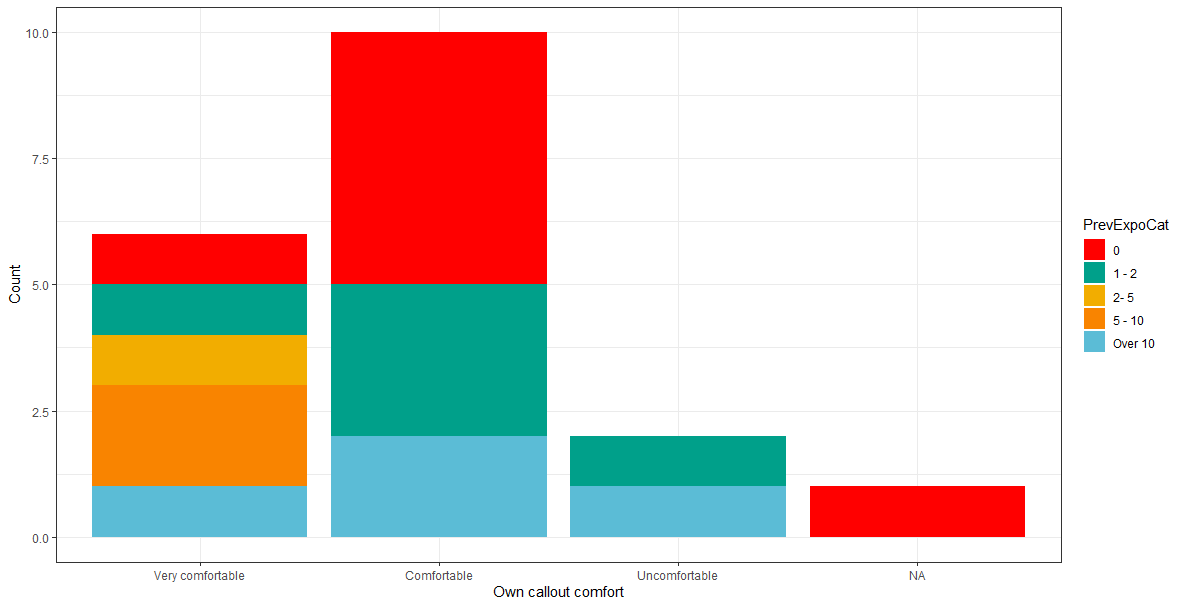 10.0
7.5
5.0
2.5
0.0
Count
Very comfortable
Comfortable
Uncomfortable
NA
Own callout comfort
PrevExpoCat
0
1 - 2
2- 5
5 - 10
Over 10